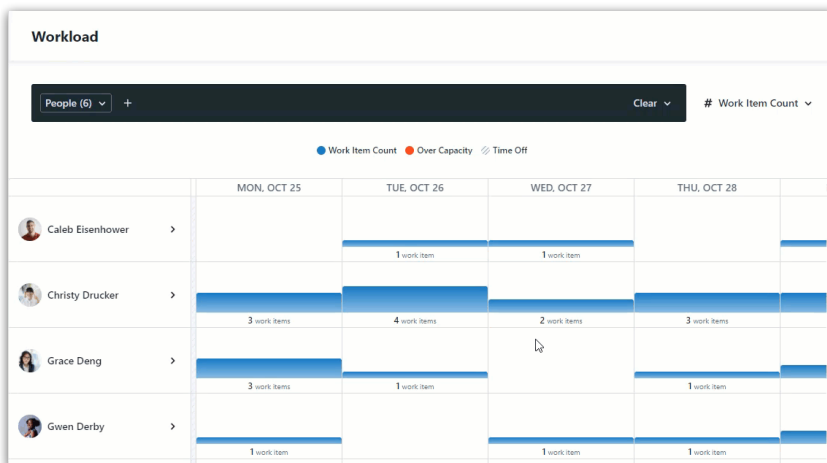 Workload
People (6) + Clear # Work Item Count
Work Item Count Over Capacity Time Off
MON, OCT 25 TUE, OCT 26 WED, OCT 27 THU, OCT 28
Caleb Eisenhower
1 work item 1 work item
Christy Drucker
3 work items 4 work items 2 work items 3 work items
Grace Deng
3 work items 1 work item 1 work item
Gwen Derby
1 work item 1 work item 1 work item